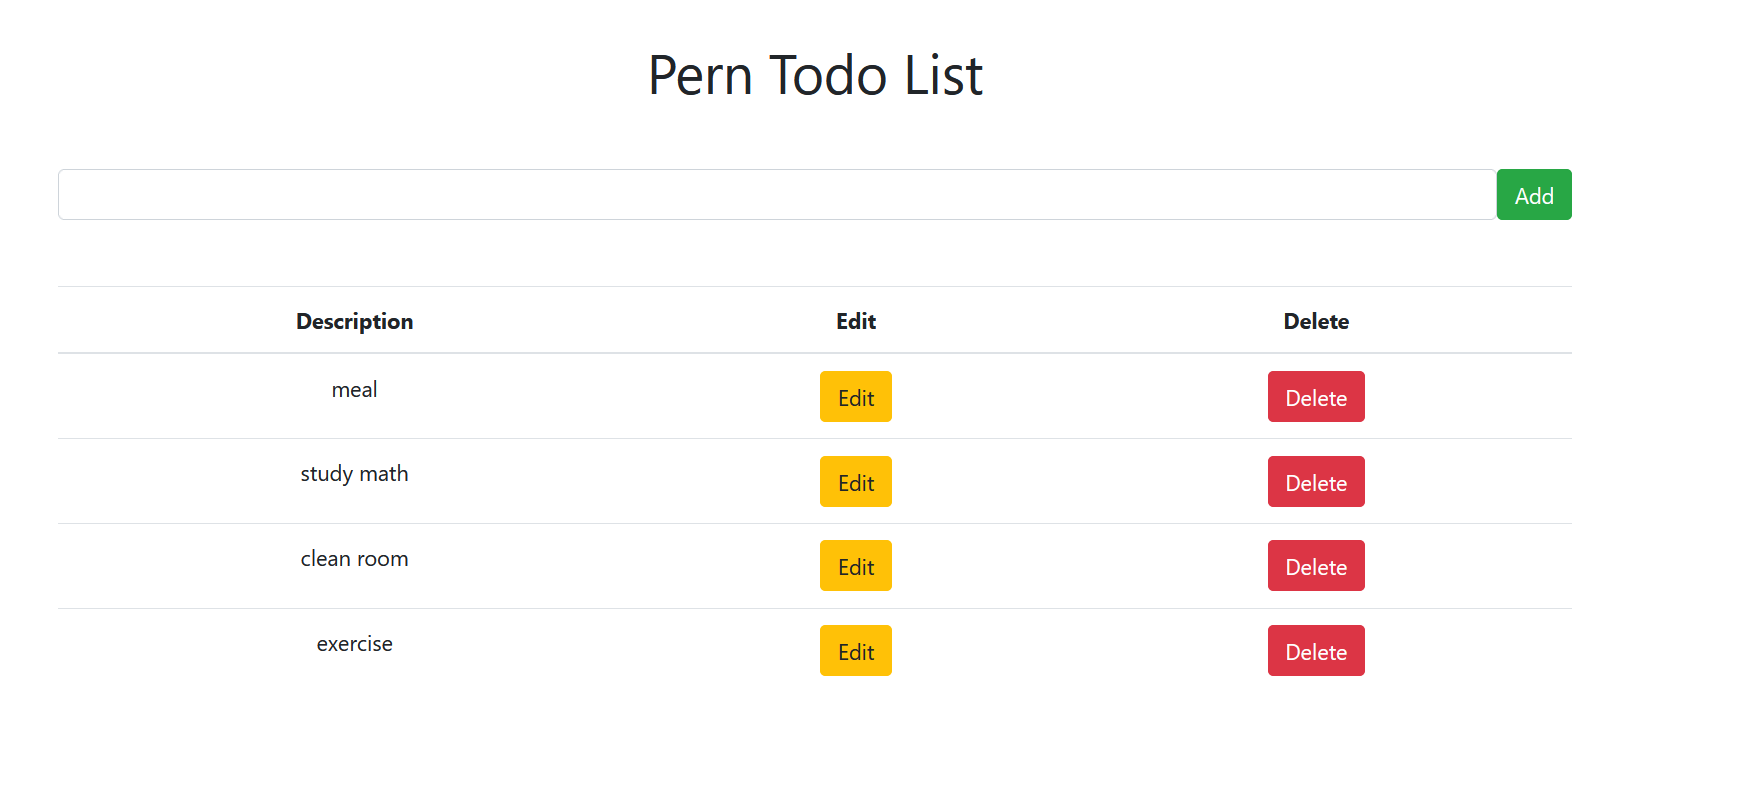 Pern Todo List
Add
Description Edit Delete
meal Edit Delete
study math Edit Delete
clean room Edit Delete
exercise Edit Delete